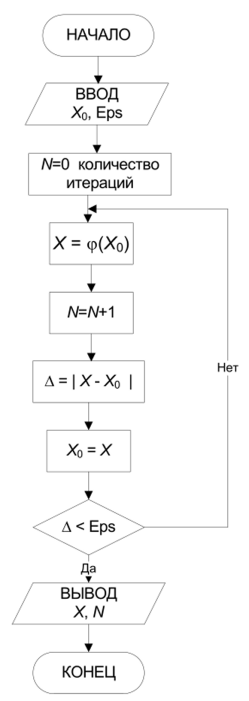 НАЧАЛО
ВВОД
X₀, Eps
N=0 количество
итераций
X = φ(X₀)
N=N+1
Δ = | X - X₀ |
X₀ = X
Δ < Eps
Нет
Да
ВЫВОД
X, N
КОНЕЦ